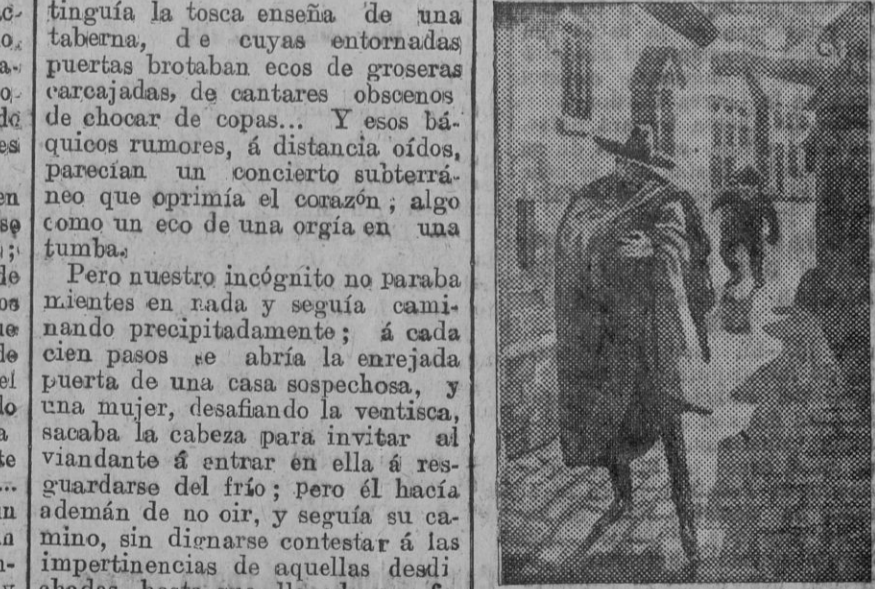 tinguía la tosca enseña de una
taberna, de cuyas entornadas
puertas brotaban ecos de groseras
carcajadas, de cantares obscenos
de chocar de copas... Y esos bá-
quicos rumores, á distancia oídos,
parecían un concierto subterrá-
neo que oprimía el corazón; algo
como un eco de una orgía en una
tumba.
Pero nuestro incógnito no paraba
mientes en nada y seguía cami-
nando precipitadamente; á cada
cien pasos se abría la enrejada
puerta de una casa sospechosa, y
una mujer, desafiando la ventisca,
sacaba la cabeza para invitar al
viandante á entrar en ella á res-
guardarse del frío; pero él hacía
ademán de no oir, y seguía su ca-
mino, sin dignarse contestar á las
impertinencias de aquellas desdi